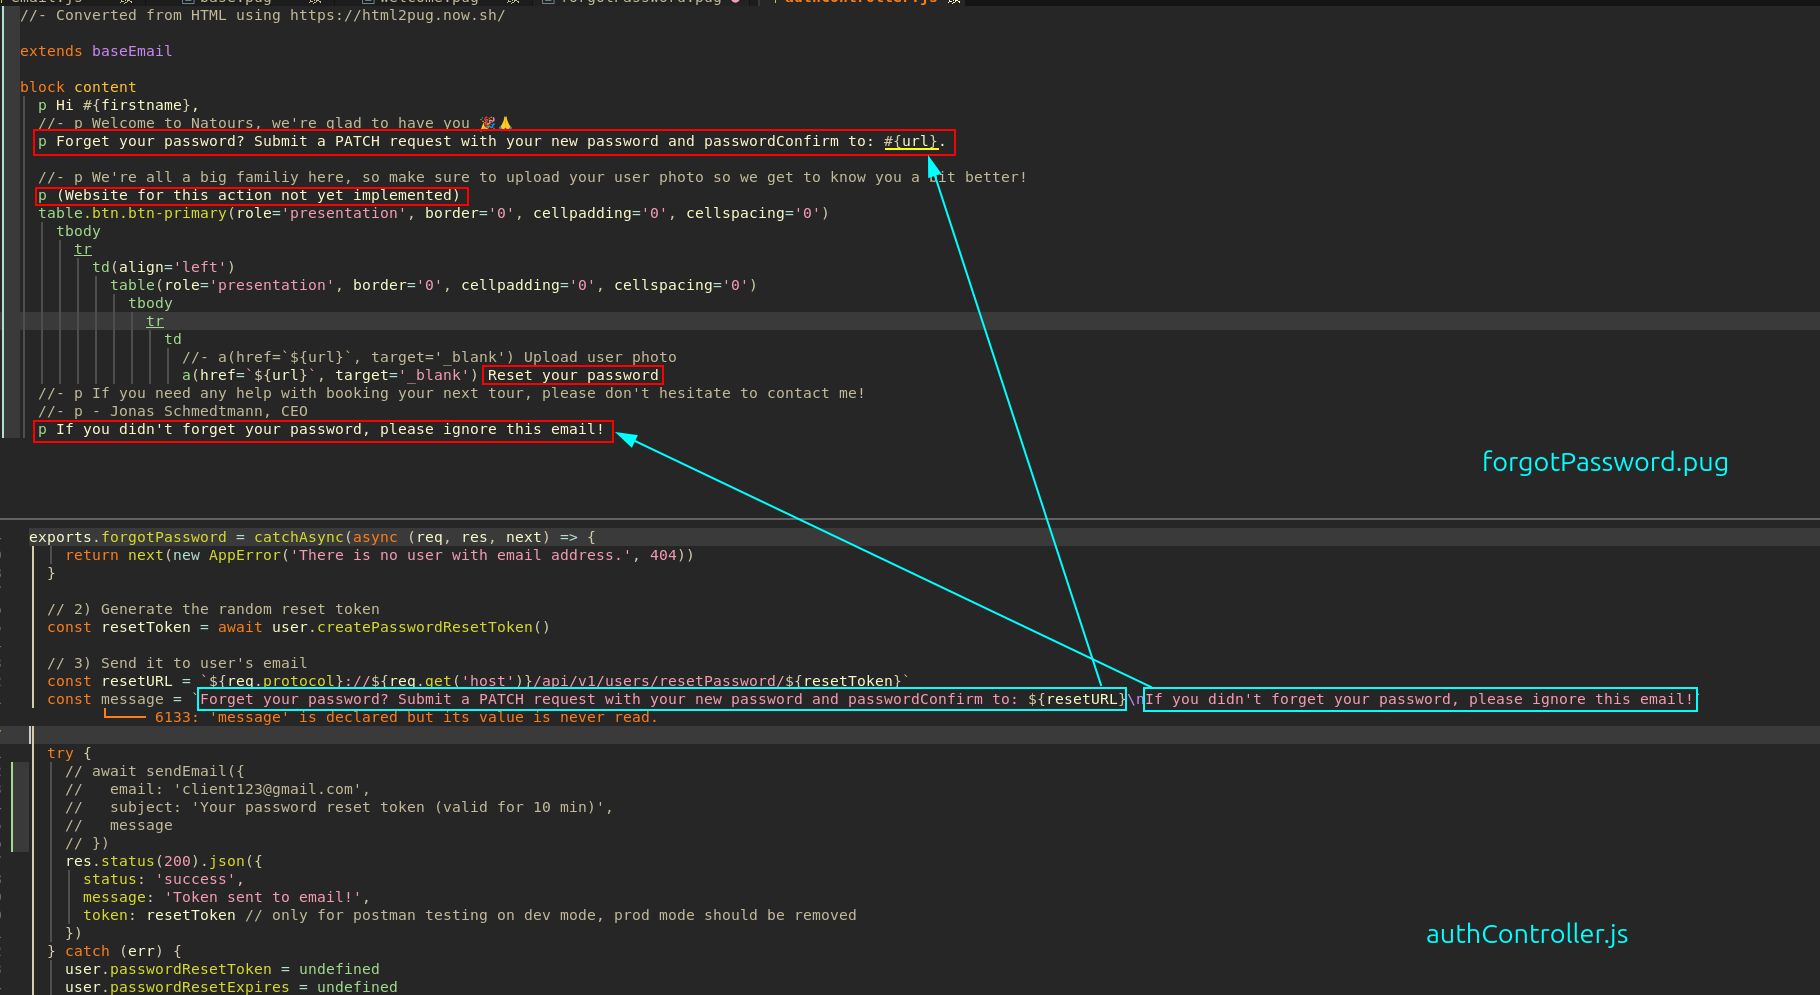 //- Converted from HTML using https://html2pug.now.sh/
extends baseEmail
block content
p Hi #{firstname},
//- p Welcome to Natours, we're glad to have you 🎉🙏
p Forget your password? Submit a PATCH request with your new password and passwordConfirm to: #{url}.
//- p We're all a big familiy here, so make sure to upload your user photo so we get to know you a bit better!
p (Website for this action not yet implemented)
table.btn.btn-primary(role='presentation', border='0', cellpadding='0', cellspacing='0')
tbody
tr
td(align='left')
table(role='presentation', border='0', cellpadding='0', cellspacing='0')
tbody
tr
td
//- a(href=`${url}`, target='_blank') Upload user photo
a(href=`${url}`, target='_blank') Reset your password
//- p If you need any help with booking your next tour, please don't hesitate to contact me!
//- p - Jonas Schmedtmann, CEO
p If you didn't forget your password, please ignore this email!
forgotPassword.pug
exports.forgotPassword = catchAsync(async (req, res, next) => {
return next(new AppError('There is no user with email address.', 404))
}
// 2) Generate the random reset token
const resetToken = await user.createPasswordResetToken()
// 3) Send it to user's email
const resetURL = `${req.protocol}://${req.get('host')}/api/v1/users/resetPassword/${resetToken}`
const message = `Forget your password? Submit a PATCH request with your new password and passwordConfirm to: ${resetURL}\nIf you didn't forget your password, please ignore this email!`
6133: 'message' is declared but its value is never read.
try {
// await sendEmail({
//   email: 'client123@gmail.com',
//   subject: 'Your password reset token (valid for 10 min)',
//   message
// })
res.status(200).json({
status: 'success',
message: 'Token sent to email!',
token: resetToken // only for postman testing on dev mode, prod mode should be removed
})
} catch (err) {
authController.js
user.passwordResetToken = undefined
user.passwordResetExpires = undefined